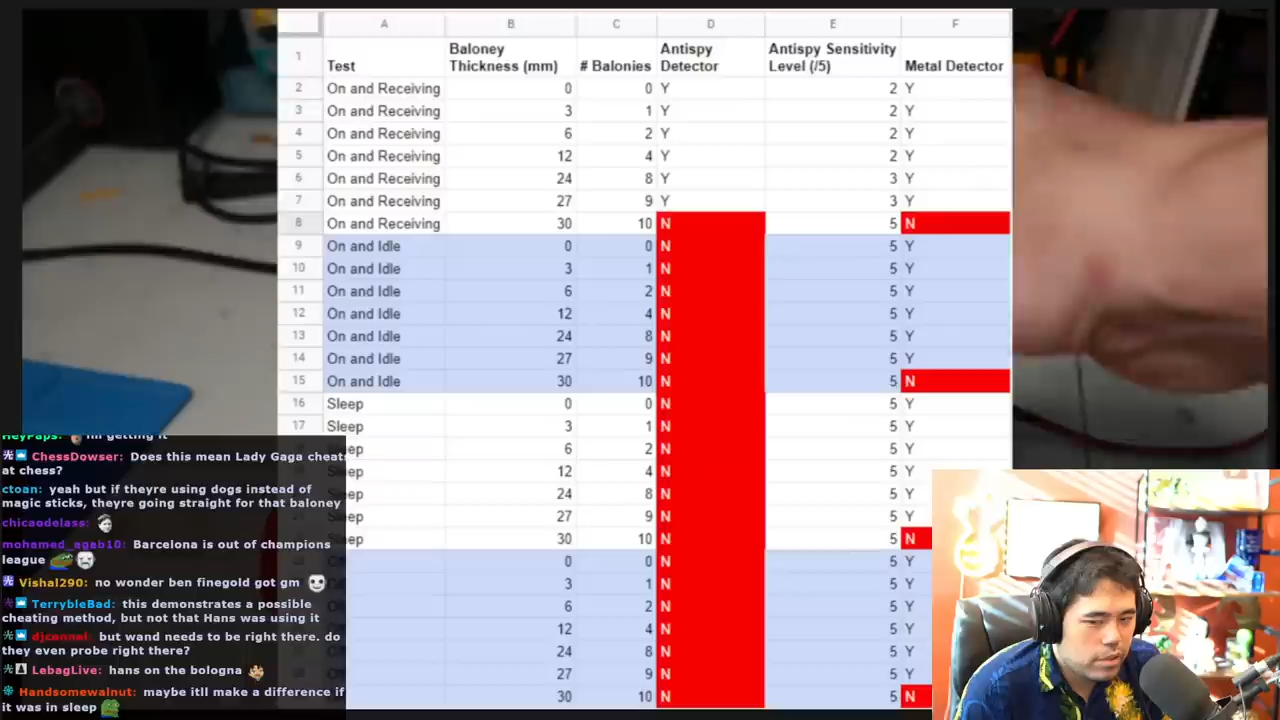 A B C D E F
1 Test Baloney Thickness (mm) # Balonies Antispy Detector Antispy Sensitivity Level (/5) Metal Detector
2 On and Receiving 0 0 Y 2 Y
3 On and Receiving 3 1 Y 2 Y
4 On and Receiving 6 2 Y 2 Y
5 On and Receiving 12 4 Y 2 Y
6 On and Receiving 24 8 Y 3 Y
7 On and Receiving 27 9 Y 3 Y
8 On and Receiving 30 10 N 5 N
9 On and Idle 0 0 N 5 Y
10 On and Idle 3 1 N 5 Y
11 On and Idle 6 2 N 5 Y
12 On and Idle 12 4 N 5 Y
13 On and Idle 24 8 N 5 Y
14 On and Idle 27 9 N 5 Y
15 On and Idle 30 10 N 5 N
16 Sleep 0 0 N 5 Y
17 Sleep 3 1 N 5 Y
eep 6 2 N 5 Y
eep 12 4 N 5
eep 24 8 N 5
eep 27 9 N 5
eep 30 10 N 5 N
0 0 N 5 Y
3 1 N 5 Y
6 2 N 5 Y
12 4 N 5 Y
24 8 N 5 Y
27 9 N 5 Y
30 10 N 5 N
HeyPaps: im getting it
ChessDowser: Does this mean Lady Gaga cheats
at chess?
ctoan: yeah but if theyre using dogs instead of
magic sticks, theyre going straight for that baloney
chicaodelass:
mohamed_agab10: Barcelona is out of champions
league
Vishal290: no wonder ben finegold got gm
TerrybleBad: this demonstrates a possible
cheating method, but not that Hans was using it
but wand needs to be right there. do
they even probe right there?
LebagLive: hans on the bologna
Handsomewalnut: maybe itll make a difference if
it was in sleep